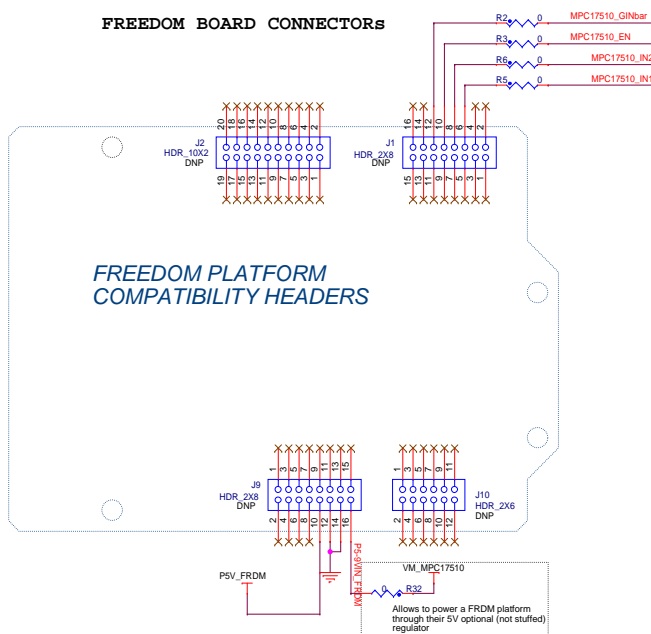 FREEDOM BOARD CONNECTORs
R2 0 MPC17510_GINbar
R3 0 MPC17510_EN
R6 0 MPC17510_IN2
R5 0 MPC17510_IN1
20 18 16 14 12 10 8 6 4 2
16 14 12 10 8 6 4 2
J2
HDR_10X2
DNP
J1
HDR_2X8
DNP
19 17 15 13 11 9 7 5 3 1
15 13 11 9 7 5 3 1
FREEDOM PLATFORM
COMPATIBILITY HEADERS
1 3 5 7 9 11 13 15
1 3 5 7 9 11
J9
HDR_2X8
DNP
J10
HDR_2X6
DNP
2 4 6 8 10 12 14 16
2 4 6 8 10 12
P5-9VIN_FRDM
P5V_FRDM
VM_MPC17510
0 R32
Allows to power a FRDM platform
through their 5V optional (not stuffed)
regulator